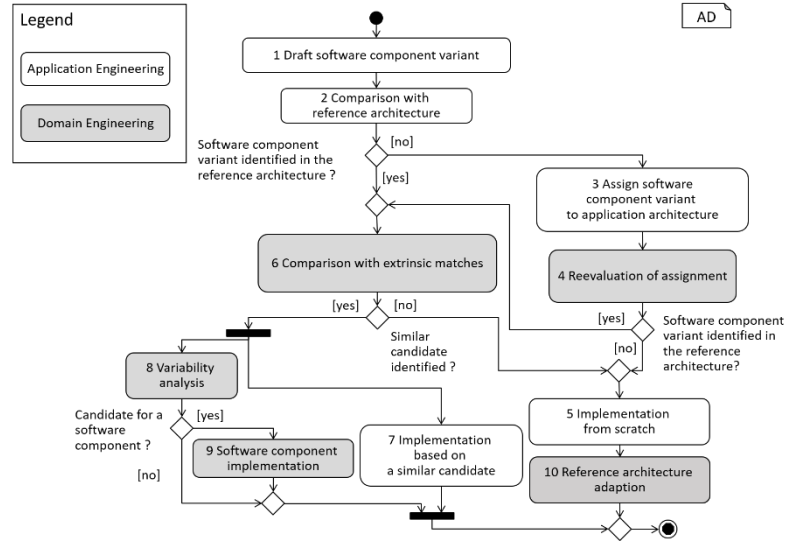 Legend
Application Engineering
Domain Engineering
AD
1 Draft software component variant
2 Comparison with
reference architecture
Software component
variant identified in the
reference architecture ?
[no]
[yes]
3 Assign software
component variant
to application architecture
6 Comparison with extrinsic matches
4 Reevaluation of assignment
[yes]
[no]
Similar
candidate
identified ?
[yes]
[no]
Software component
variant identified in
the reference
architecture?
8 Variability
analysis
Candidate for a
software
component ?
[yes]
[no]
9 Software component
implementation
7 Implementation
based on
a similar candidate
5 Implementation
from scratch
10 Reference architecture
adaption